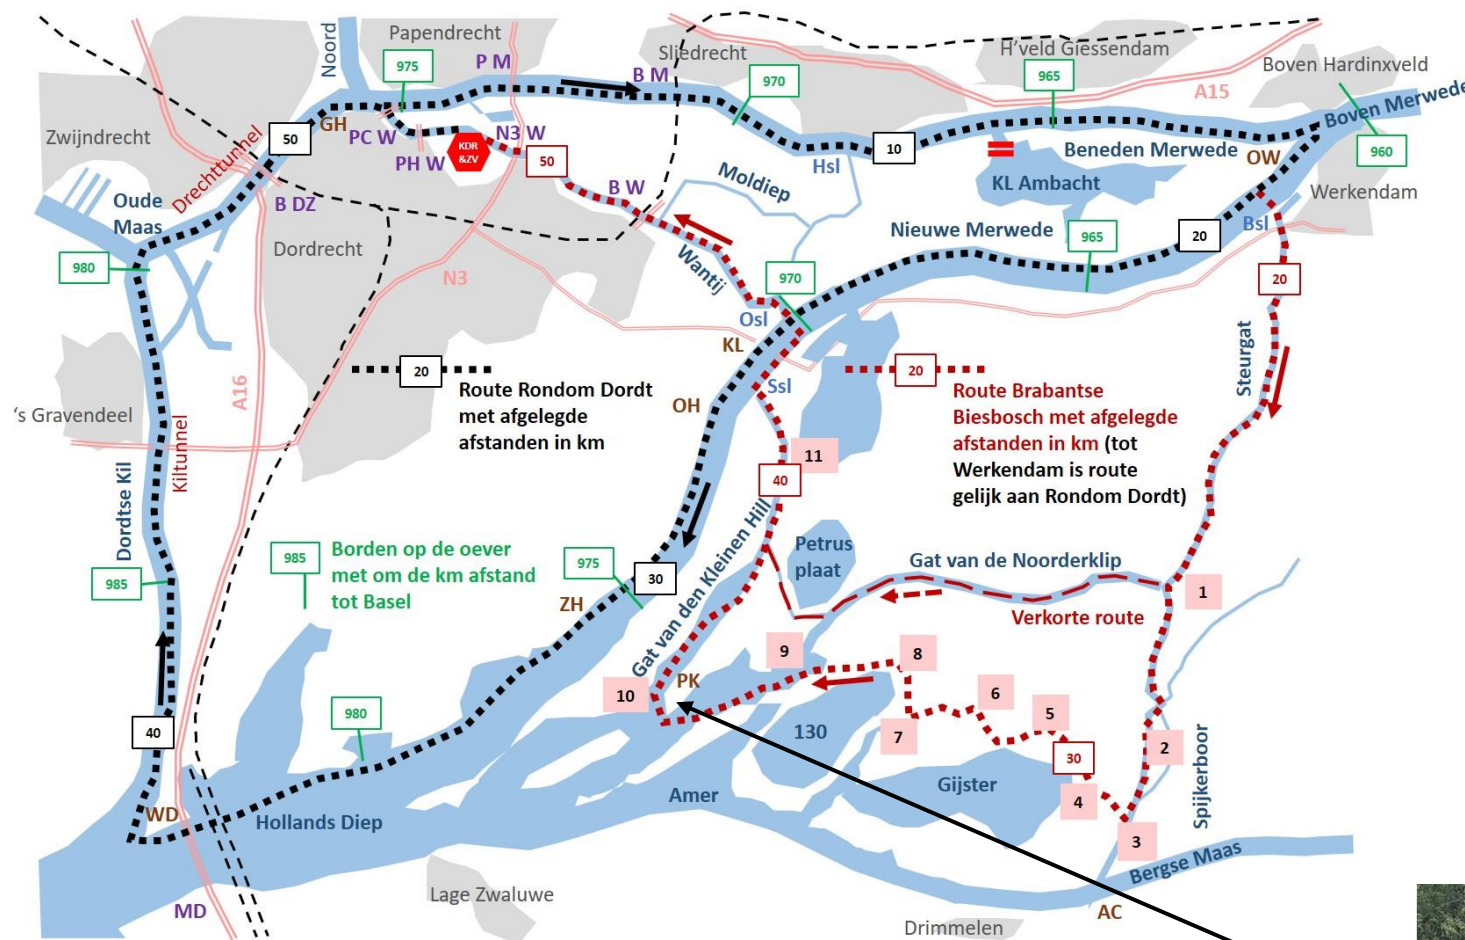 Papendrecht
Noord
975
P M
B M
Sliedrecht
970
H'veld Giessendam
965
A15
Boven Hardinxveld
Boven Merwede
960
Zwijndrecht
Drechttunnel
50
GH
PC W
PH W
KDR
&ZV
N3 W
50
B W
Hsl
10
Beneden Merwede
OW
KL Ambacht
Werkendam
Oude
Maas
B DZ
Dordrecht
Moldiep
Nieuwe Merwede
965
20
Bsl
980
N3
Wantij
970
Osl
KL
20
Steurgat
's Gravendeel
A16
20
Route Rondom Dordt
met afgelegde
afstanden in km
OH
Ssl
20
Route Brabantse
Biesbosch met afgelegde
afstanden in km (tot
Werkendam is route
gelijk aan Rondom Dordt)
Dordtse Kil
Kiltunnel
11
40
Gat van den Kleinen Hill
Petrus
plaat
Gat van de Noorderklip
Verkorte route
1
985
985
Borden op de oever
met om de km afstand
tot Basel
975
30
ZH
9
8
10
PK
6
5
7
130
30
2
Spijkerboor
980
40
WD
Hollands Diep
Amer
Gijster
4
3
Bergse Maas
MD
Lage Zwaluwe
Drimmelen
AC